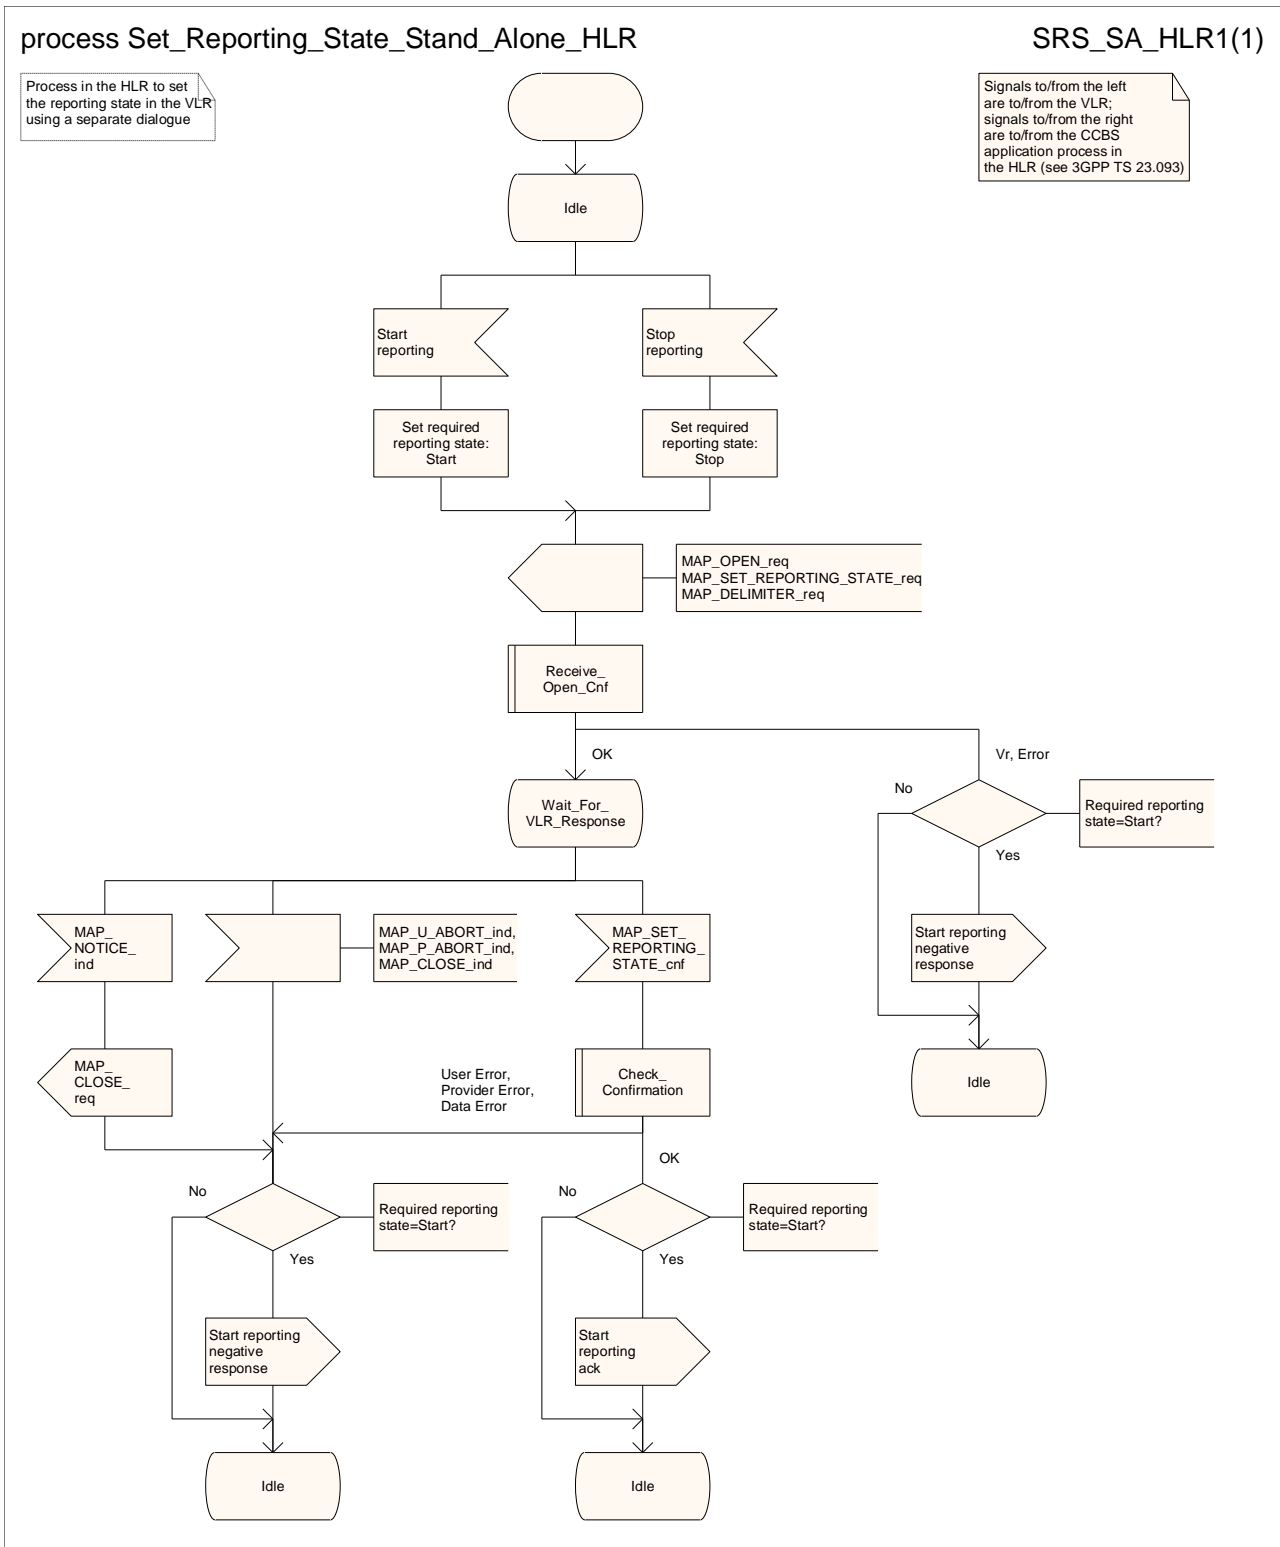 process Set_Reporting_State_Stand_Alone_HLR
SRS_SA_HLR1(1)
Process in the HLR to set
the reporting state in the VLR
using a separate dialogue
Signals to/from the left
are to/from the VLR;
signals to/from the right
are to/from the CCBS
application process in
the HLR (see 3GPP TS 23.093)
Idle
Start
reporting
Stop
reporting
Set required
reporting state:
Start
Set required
reporting state:
Stop
MAP_OPEN_req
MAP_SET_REPORTING_STATE_req
MAP_DELIMITER_req
Receive_
Open_Cnf
OK
Vr, Error
Wait_For_
VLR_Response
No
Required reporting
state=Start?
Yes
MAP_
NOTICE_
ind
MAP_U_ABORT_ind,
MAP_P_ABORT_ind,
MAP_CLOSE_ind
MAP_SET_
REPORTING_
STATE_cnf
Start reporting
negative
response
MAP_
CLOSE_
req
User Error,
Provider Error,
Data Error
Check_
Confirmation
Idle
OK
No
Required reporting
state=Start?
Yes
No
Required reporting
state=Start?
Yes
Start reporting
negative
response
Start
reporting
ack
Idle
Idle